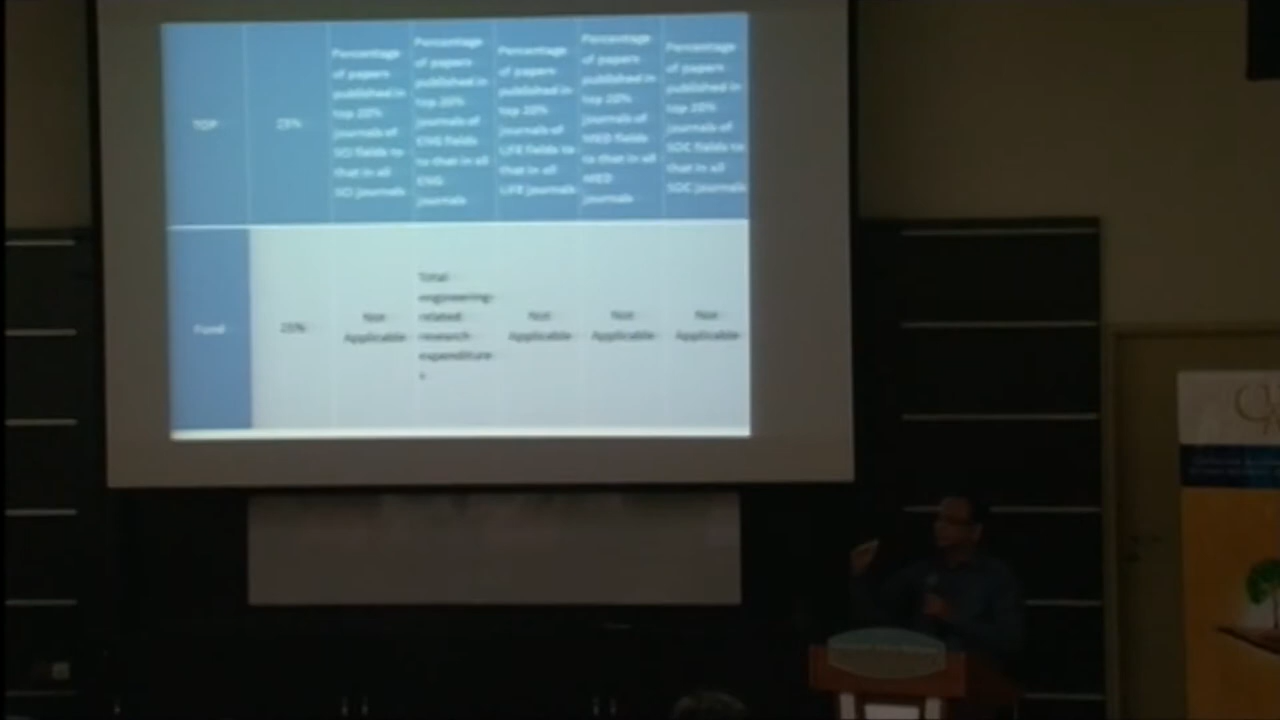 TOP
25%
Percentage
of papers
published in
top 20%
journals of
SCI fields to
that in all
SCI journals
Percentage
of papers
published in
top 20%
journals of
ENG fields
to that in all
ENG
journals
Percentage
of papers
published in
top 20%
journals of
LIFE fields to
that in all
LIFE journals
Percentage
of papers
published in
top 20%
journals of
MED fields
to that in all
MED
journals
Percentage
of papers
published in
top 20%
journals of
SOC fields to
that in all
SOC journals
Fund
25%
Not
Applicable
Total
engineering-
related
research
expenditure
s
Not
Applicable
Not
Applicable
Not
Applicable